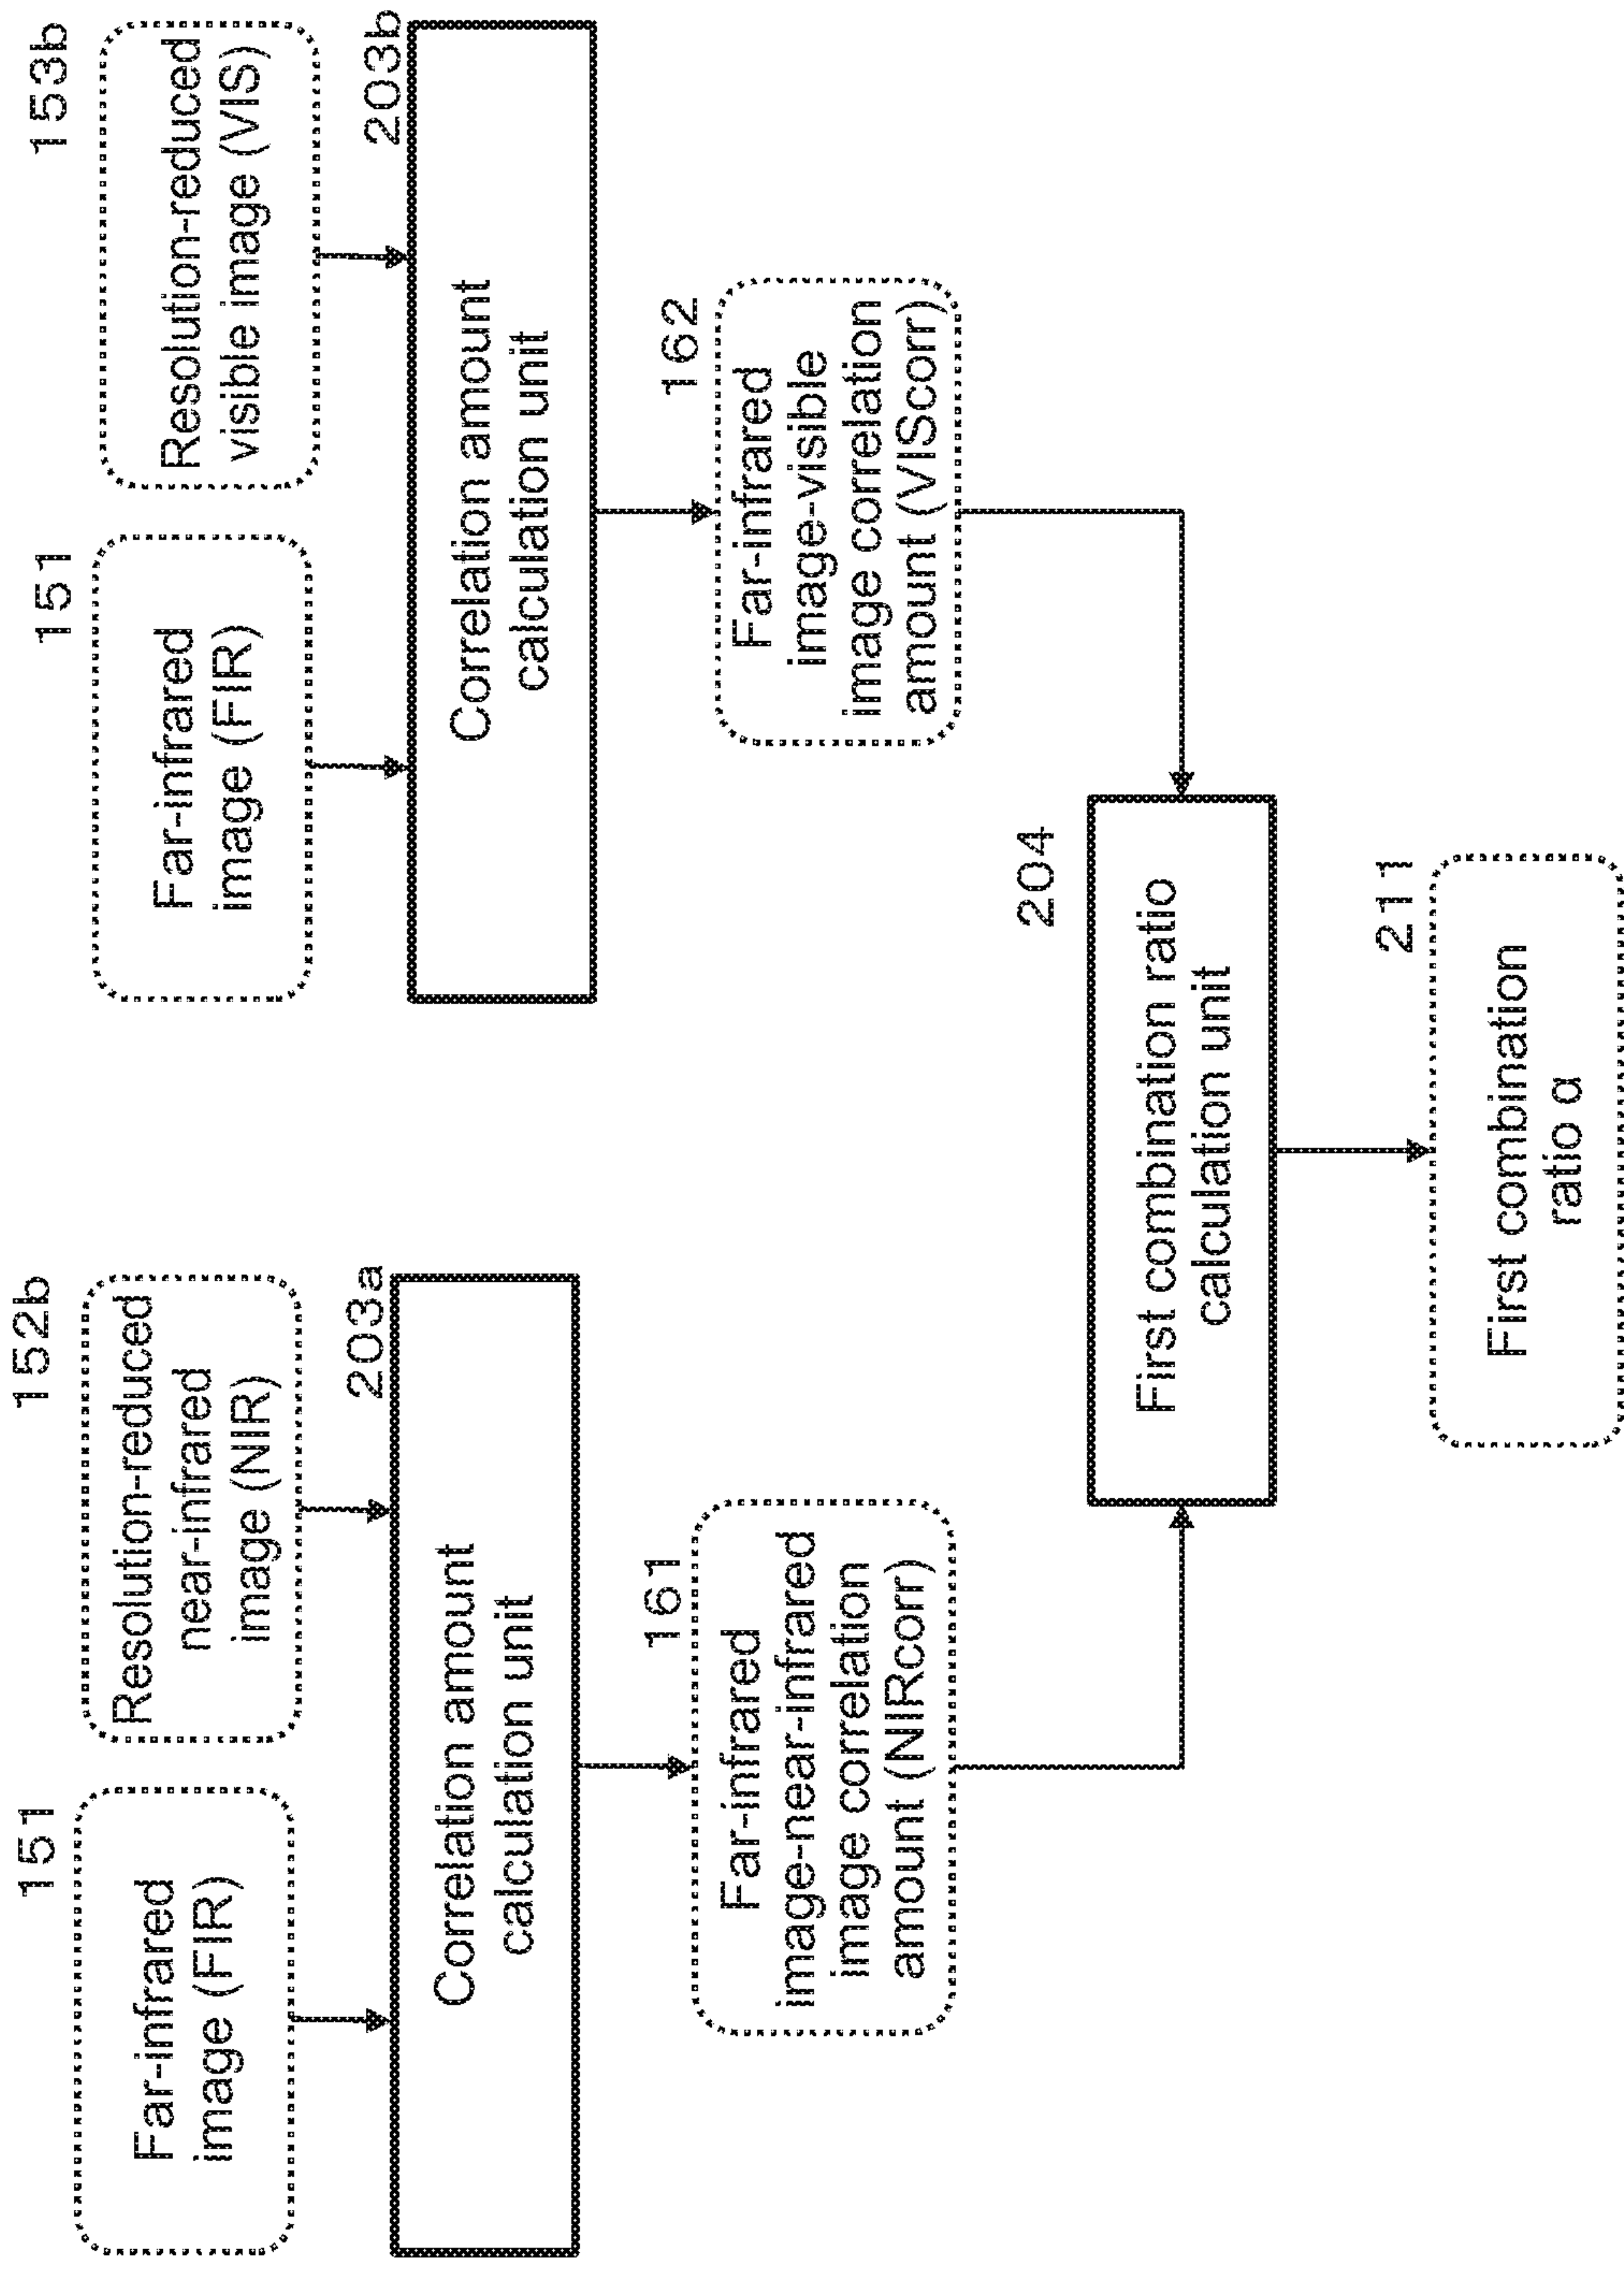 151
Far-infrared
image (FIR)
152b
Resolution-reduced
near-infrared
image (NIR)
203a
Correlation amount
calculation unit
161
Far-infrared
image-near-infrared
image correlation
amount (NIRcorr)
151
Far-infrared
image (FIR)
153b
Resolution-reduced
visible image (VIS)
203b
Correlation amount
calculation unit
162
Far-infrared
image-visible
image correlation
amount (VIScorr)
204
First combination ratio
calculation unit
211
First combination
ratio α